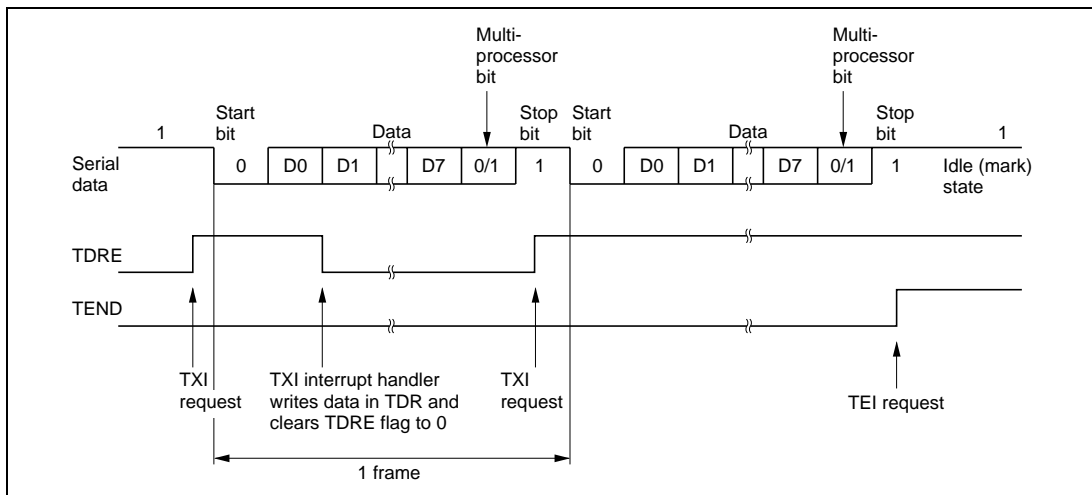 Multi-
processor
bit
Multi-
processor
bit
1
Start
bit
Data
Stop
bit
Start
bit
Data
Stop
bit
1
Serial
data
0
D0
D1
D7
0/1
1
0
D0
D1
D7
0/1
1
Idle (mark)
state
TDRE
TEND
TXI
request
TXI interrupt handler
writes data in TDR and
clears TDRE flag to 0
TXI
request
TEI request
1 frame